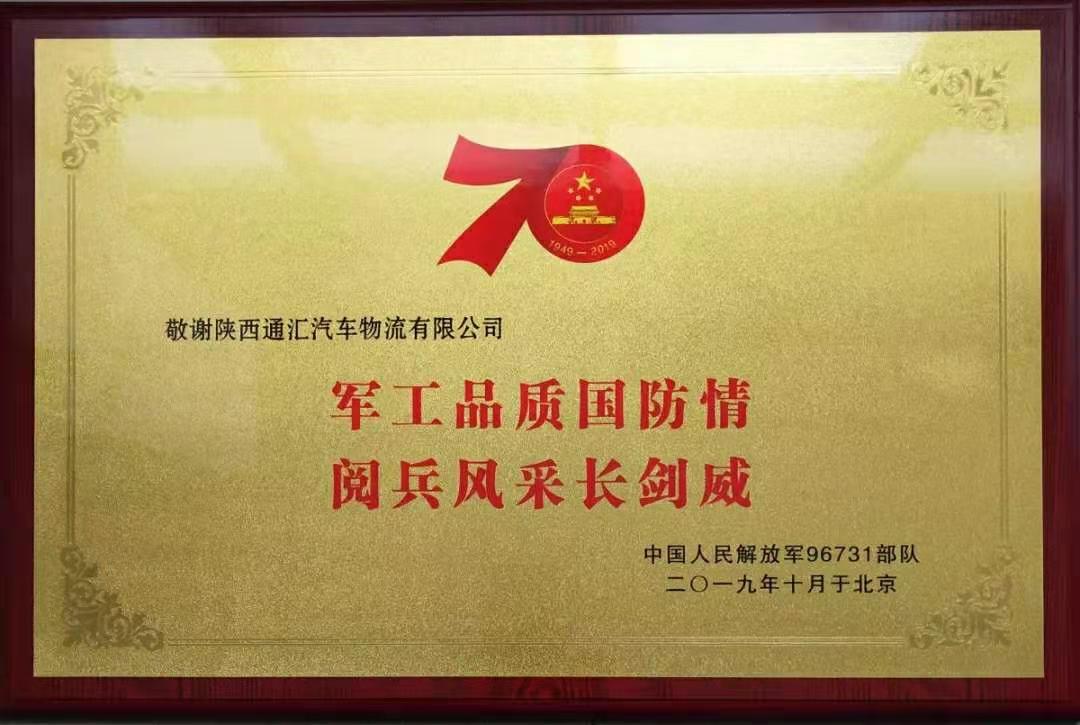 1949—2019
敬谢陕西通汇汽车物流有限公司
军工品质国防情
阅兵风采长剑威
中国人民解放军96731部队
二〇一九年十月于北京